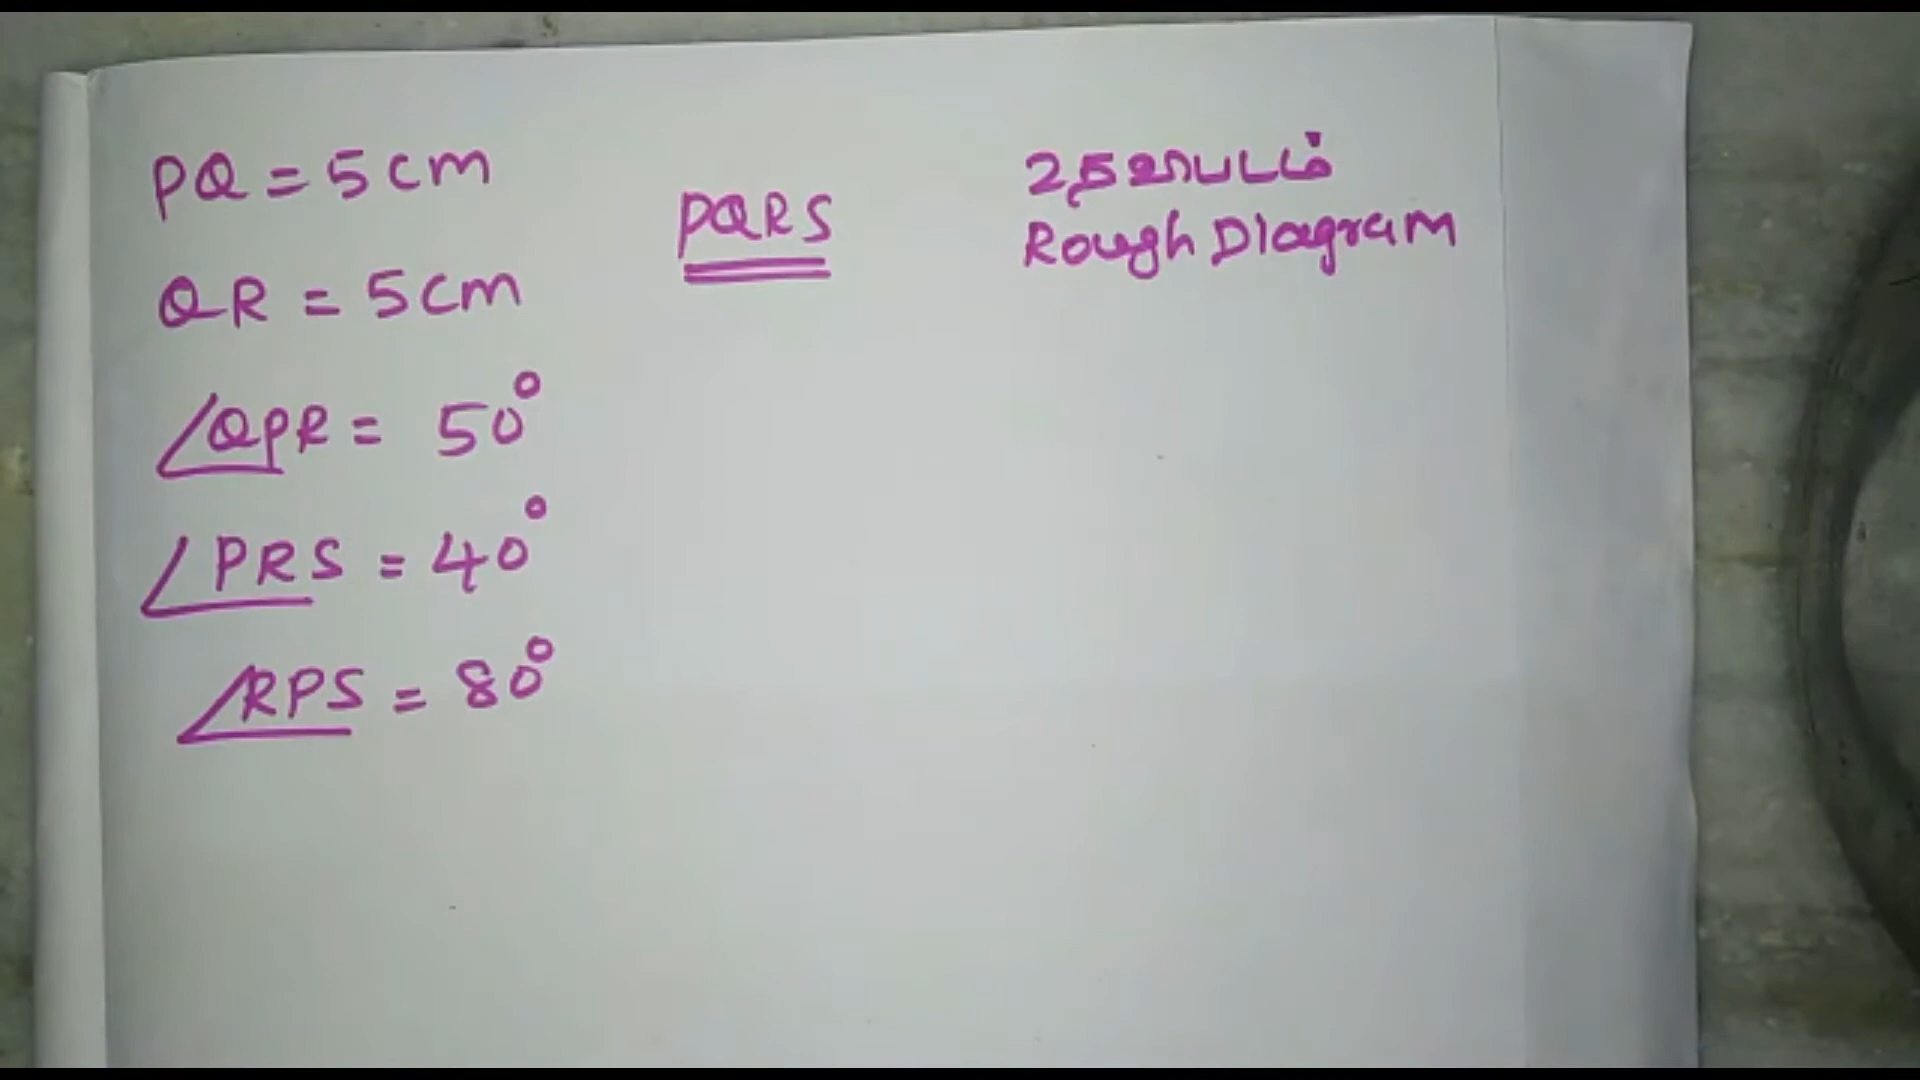 PQ = 5cm
QR = 5cm
∠QPR = 50°
∠PRS = 40°
∠RPS = 80°
PQRS
உதவிபடம்
Rough Diagram